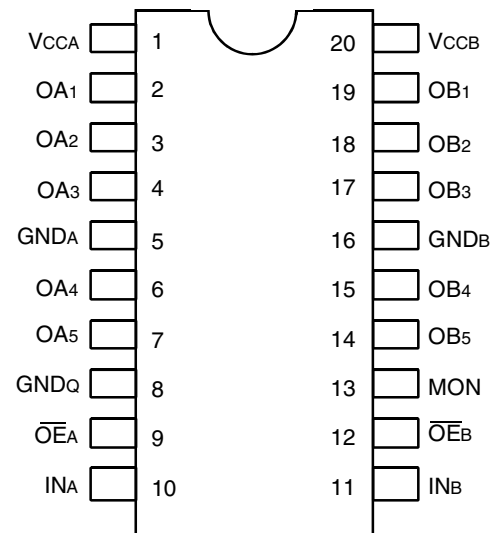 VCCA 1 20 VCCB
OA1 2 19 OB1
OA2 3 18 OB2
OA3 4 17 OB3
GNDA 5 16 GNDB
OA4 6 15 OB4
OA5 7 14 OB5
GNDQ 8 13 MON
O̅E̅A 9 12 O̅E̅B
INA 10 11 INB